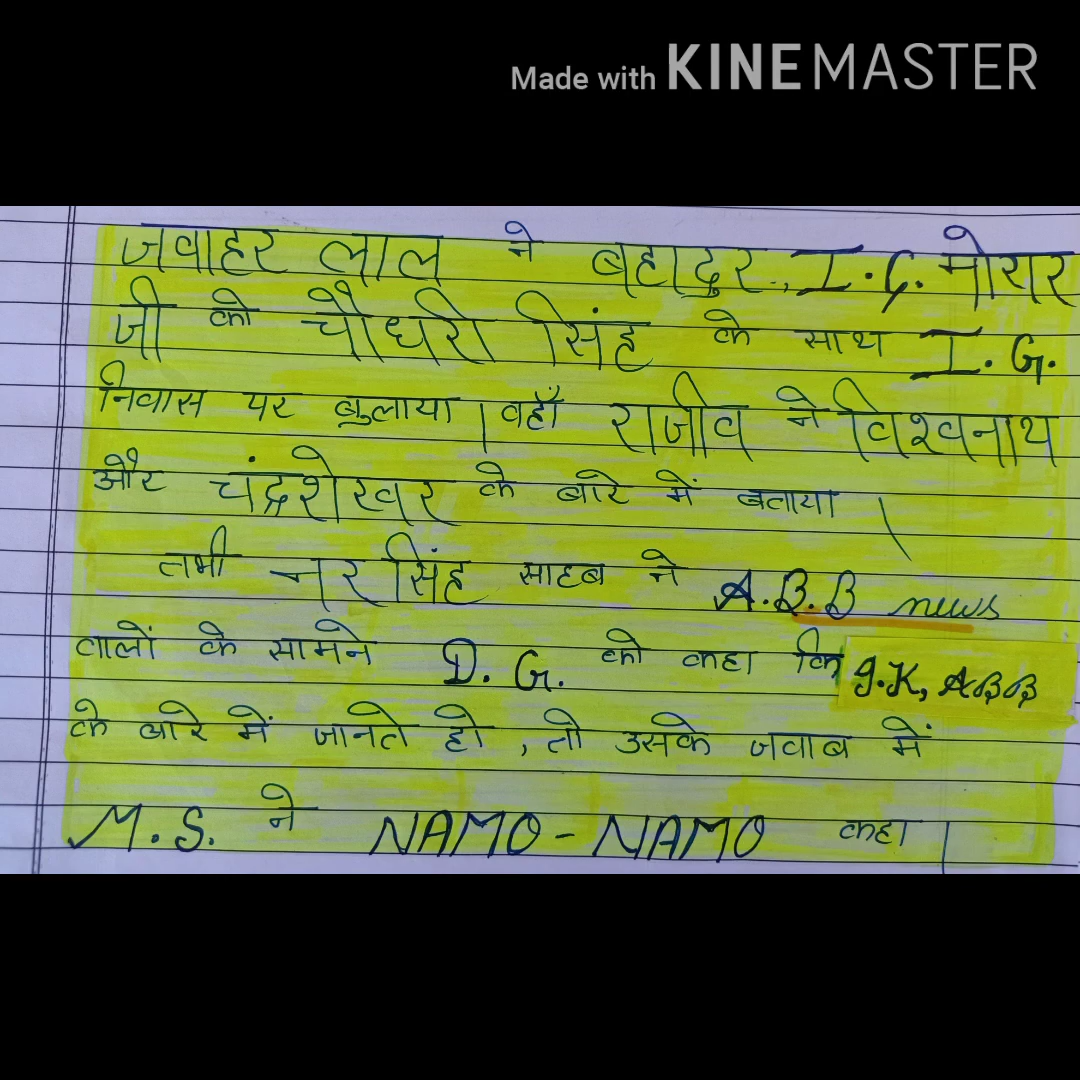 Made with KINEMASTER
जवाहर लाल ने बहादुर, I.G. मोरार
जी को चौधरी सिंह के साथ I.G.
निवास पर बुलाया । वहाँ राजीव ने विश्वनाथ
और चंद्रशेखर के बारे में बताया ।
तभी नरसिंह साहब ने A.B.B news
वालों के सामने D.G. को कहा कि I.K, ABB
के बारे में जानते हो , तो उसके जवाब में
M.S. ने NAMO-NAMO कहा ।